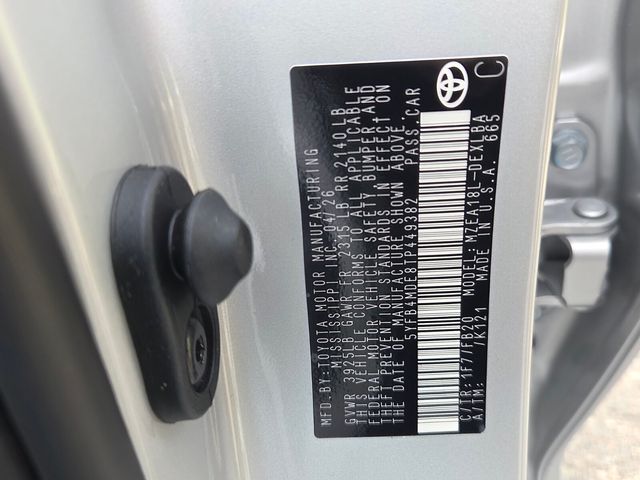 MFD.BY:TOYOTA MOTOR MANUFACTURING
MISSISSIPPI INC. 04/26
GVWR 3925LB GAWR FR 2315 LB RR 2140 LB
THIS VEHICLE CONFORMS TO ALL APPLICABLE
FEDERAL MOTOR VEHICLE SAFETY BUMPER AND
THEFT PREVENTION STANDARDS IN EFFECT ON
THE DATE OF MANUFACTURE SHOWN ABOVE.
5YFB4MDE8TP449382 PASS.CAR
C/TR:1F7/FB20 MZEA18L-DEXLBA
A/TM: /K121 MADE IN U.S.A. 665
C